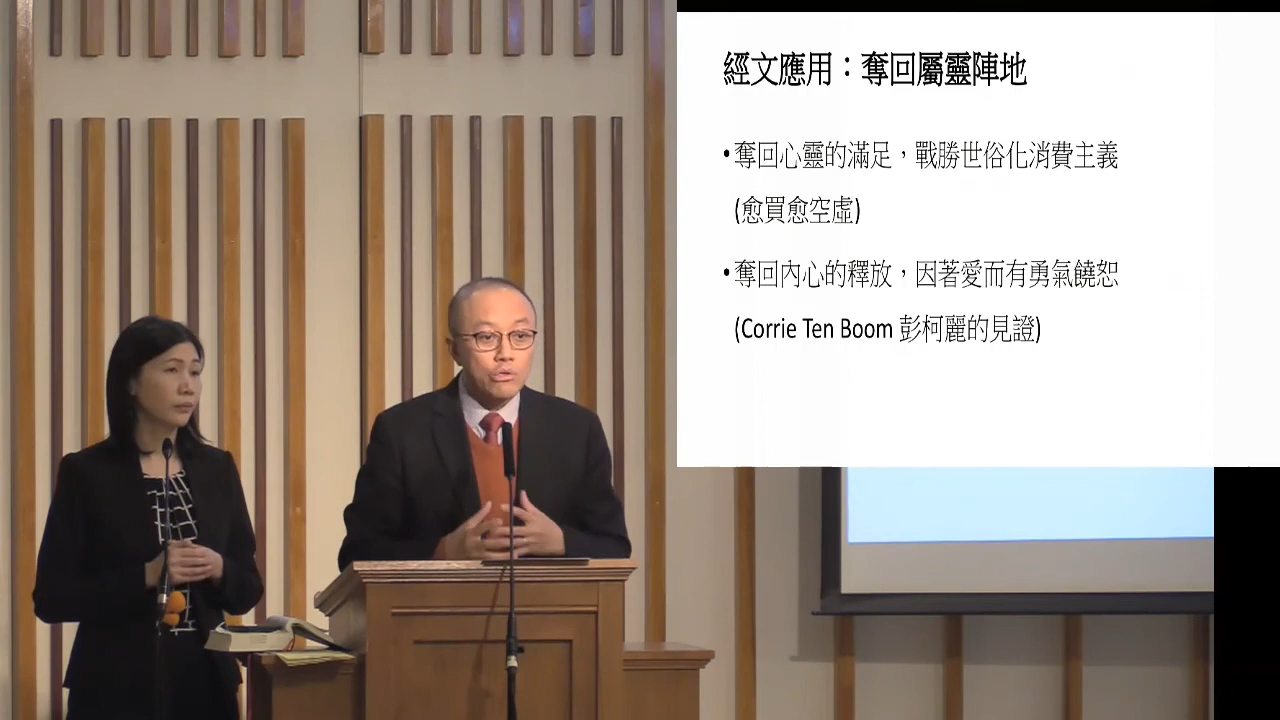 經文應用：奪回屬靈陣地
•奪回心靈的滿足，戰勝世俗化消費主義
(愈買愈空虛)
•奪回內心的釋放，因著愛而有勇氣饒恕
(Corrie Ten Boom 彭柯麗的見證)